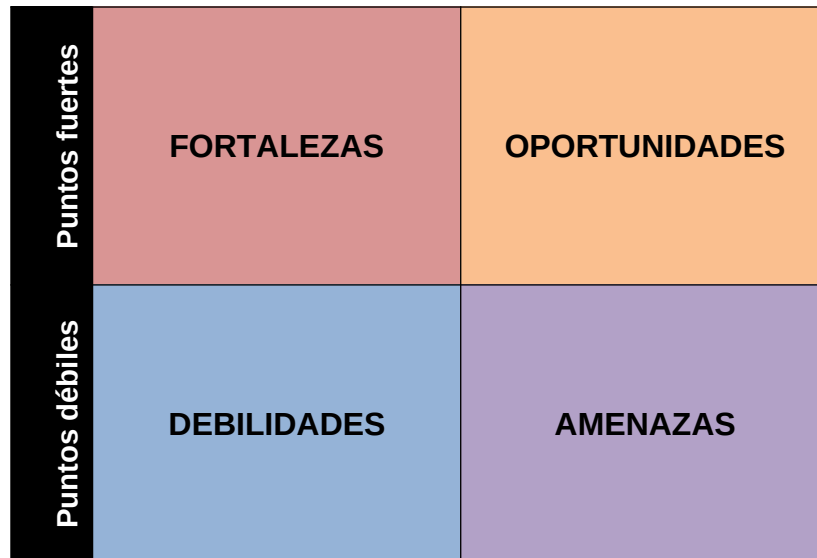 Puntos fuertes
FORTALEZAS
OPORTUNIDADES
Puntos débiles
DEBILIDADES
AMENAZAS